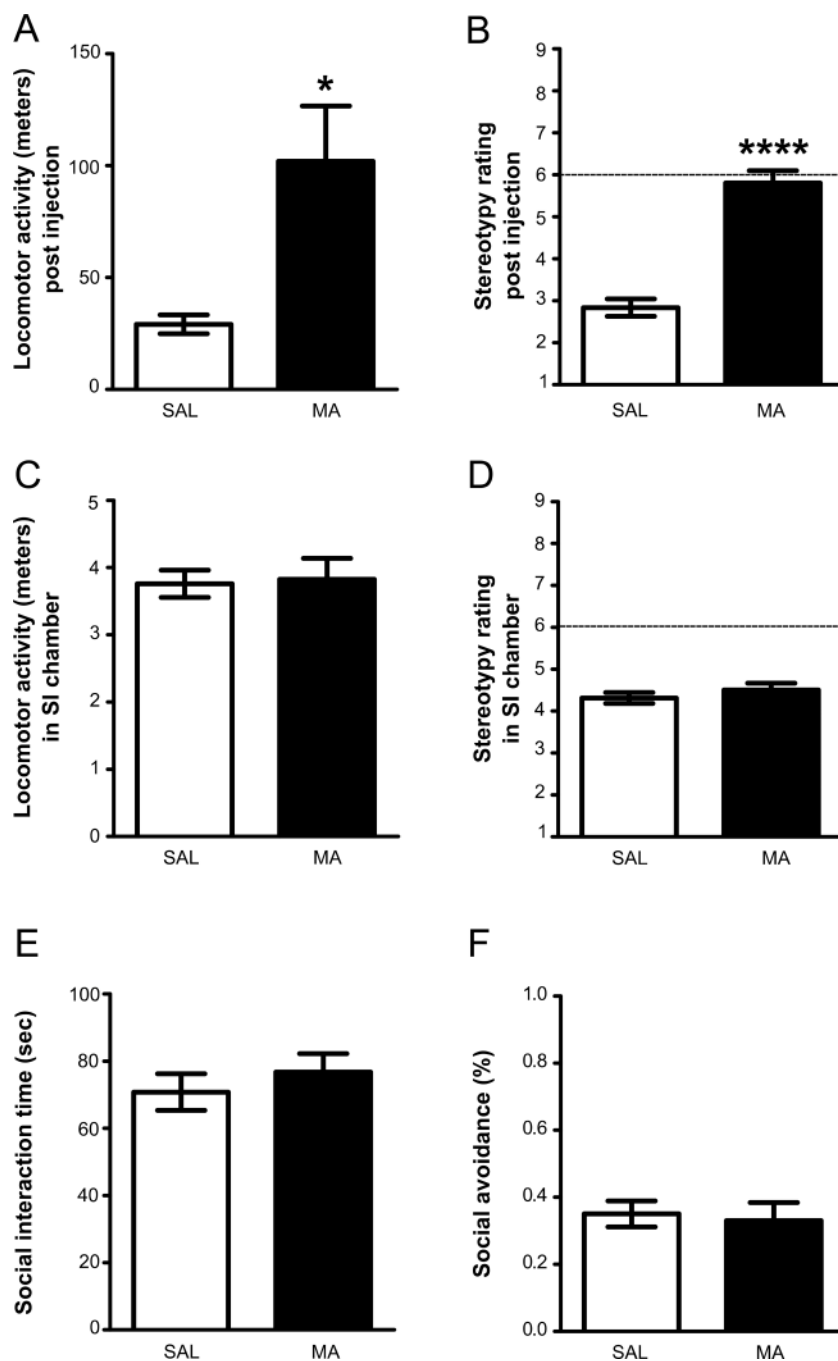 A
Locomotor activity (meters)
post injection
150
100
50
0
*
SAL
MA
B
Stereotypy rating
post injection
9
8
7
6
5
4
3
2
1
****
SAL
MA
C
Locomotor activity (meters)
in SI chamber
5
4
3
2
1
0
SAL
MA
D
Stereotypy rating
in SI chamber
9
8
7
6
5
4
3
2
1
SAL
MA
E
Social interaction time (sec)
100
80
60
40
20
0
SAL
MA
F
Social avoidance (%)
1.0
0.8
0.6
0.4
0.2
0.0
SAL
MA